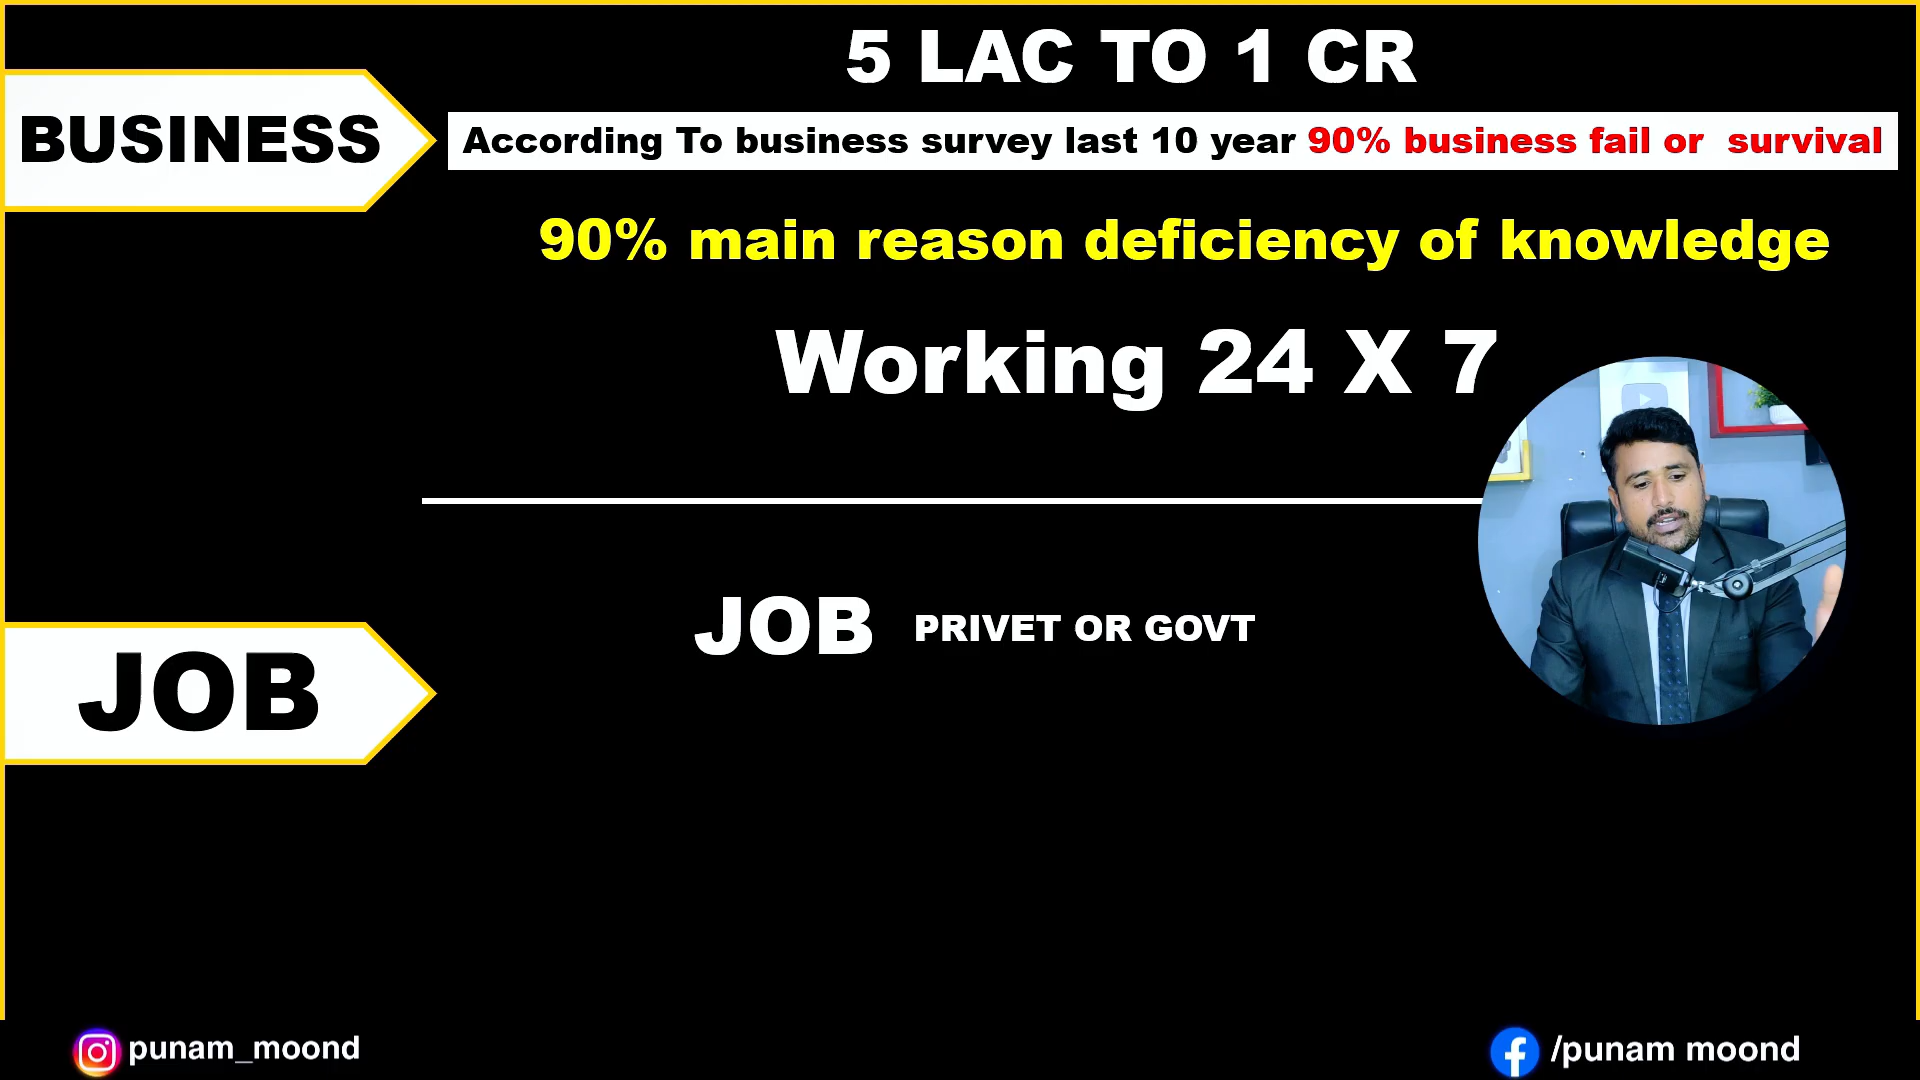 5 LAC TO 1 CR
BUSINESS
According To business survey last 10 year 90% business fail or  survival
90% main reason deficiency of knowledge
Working 24 X 7
JOB
JOB PRIVET OR GOVT
punam_moond
/punam moond